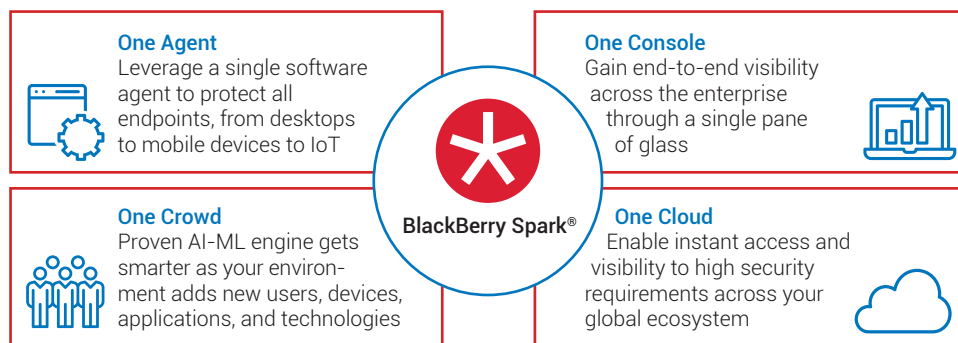 One Agent
Leverage a single software
agent to protect all
endpoints, from desktops
to mobile devices to IoT
One Console
Gain end-to-end visibility
across the enterprise
through a single pane
of glass
BlackBerry Spark®
One Crowd
Proven AI-ML engine gets
smarter as your environ-
ment adds new users, devices,
applications, and technologies
One Cloud
Enable instant access and
visibility to high security
requirements across your
global ecosystem